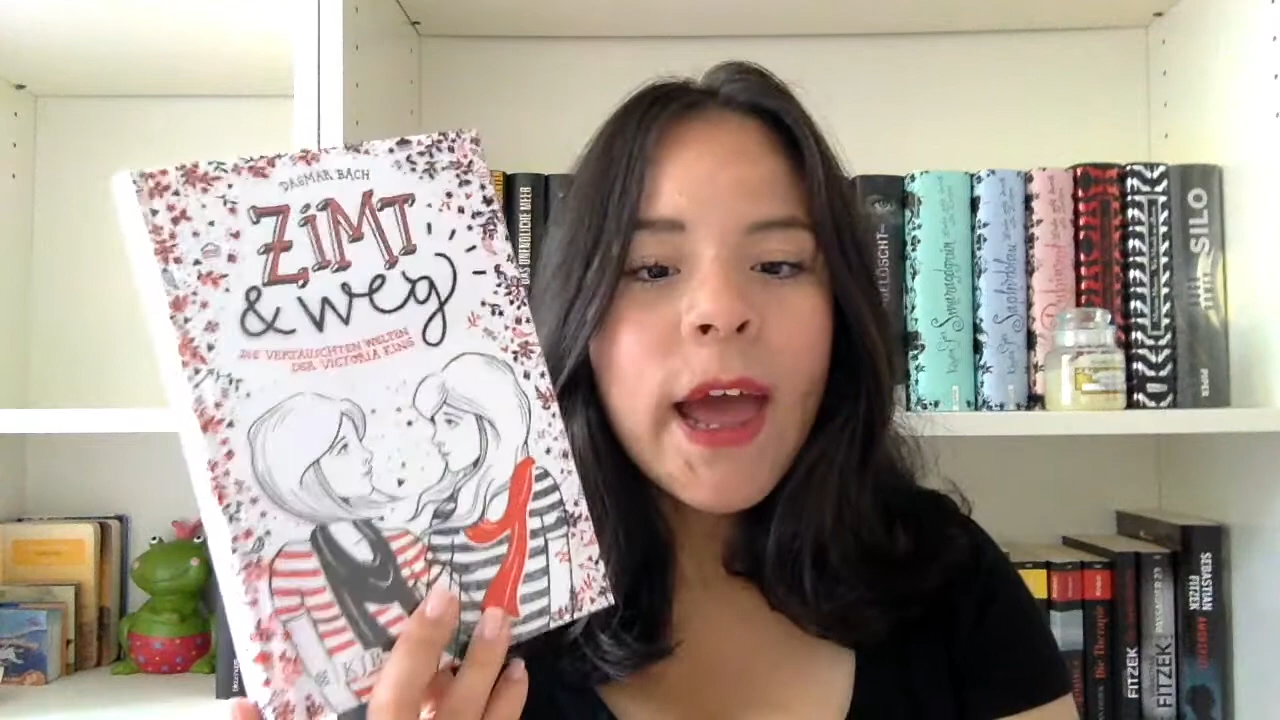 DAGMAR BACH
ZIMT
& weg
DIE VERTAUSCHTEN WELTEN
DER VICTORIA KING
DAS UNENDLICHE MEER
GELÖSCHT
Smaragdgrün
Saphirblau
Rubinrot
SILO
PIPER
SEBASTIAN
FITZEK
Die Therapie
FITZEK
PASSAGIER 23
FITZEK